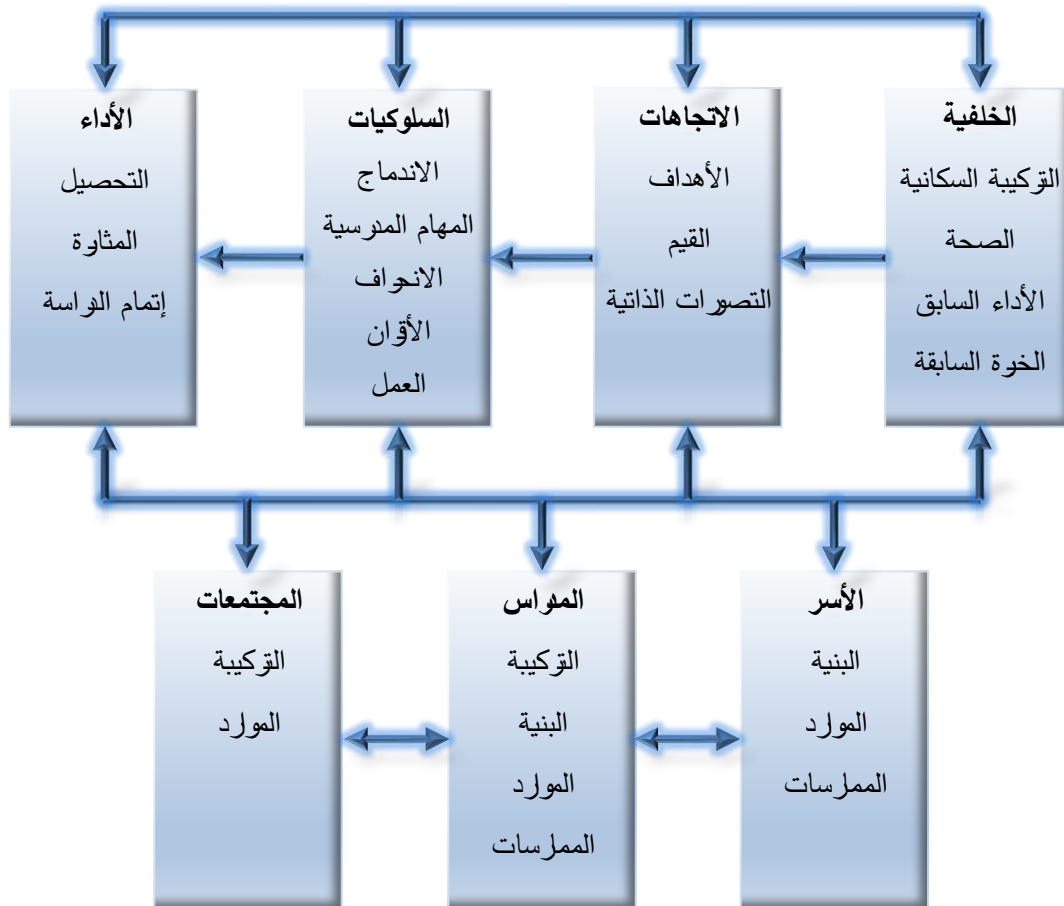 الخلفية
التركيبة السكانية
الصحة
الأداء السابق
الخبرة السابقة
الاتجاهات
الأهداف
القيم
التصورات الذاتية
السلوكيات
الاندماج
المهام المدرسية
الانحراف
الأقران
العمل
الأداء
التحصيل
المثابرة
إتمام الدراسة
الأسر
البنية
الموارد
الممارسات
المدارس
التركيبة
البنية
الموارد
الممارسات
المجتمعات
التركيبة
الموارد